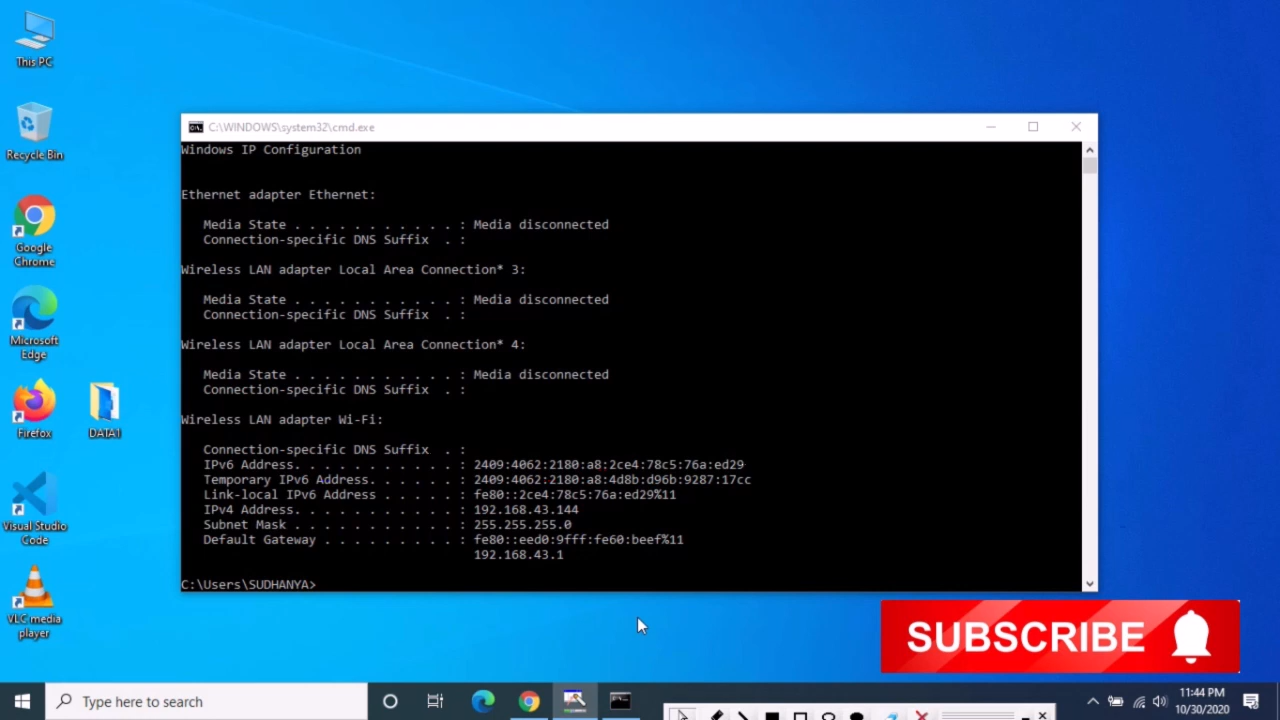 This PC
Recycle Bin
Google
Chrome
Microsoft
Edge
Firefox
DATA1
Visual Studio
Code
VLC media
player
C:\WINDOWS\system32\cmd.exe
Windows IP Configuration
Ethernet adapter Ethernet:
Media State . . . . . . . . . . . : Media disconnected
Connection-specific DNS Suffix  . :
Wireless LAN adapter Local Area Connection* 3:
Media State . . . . . . . . . . . : Media disconnected
Connection-specific DNS Suffix  . :
Wireless LAN adapter Local Area Connection* 4:
Media State . . . . . . . . . . . : Media disconnected
Connection-specific DNS Suffix  . :
Wireless LAN adapter Wi-Fi:
Connection-specific DNS Suffix  . :
IPv6 Address. . . . . . . . . . . : 2409:4062:2180:a8:2ce4:78c5:76a:ed29
Temporary IPv6 Address. . . . . . : 2409:4062:2180:a8:4d8b:d96b:9287:17cc
Link-local IPv6 Address . . . . . : fe80::2ce4:78c5:76a:ed29%11
IPv4 Address. . . . . . . . . . . : 192.168.43.144
Subnet Mask . . . . . . . . . . . : 255.255.255.0
Default Gateway . . . . . . . . . : fe80::eed0:9fff:fe60:beef%11
192.168.43.1
C:\Users\SUDHANYA>
SUBSCRIBE
Type here to search
11:44 PM
10/30/2020